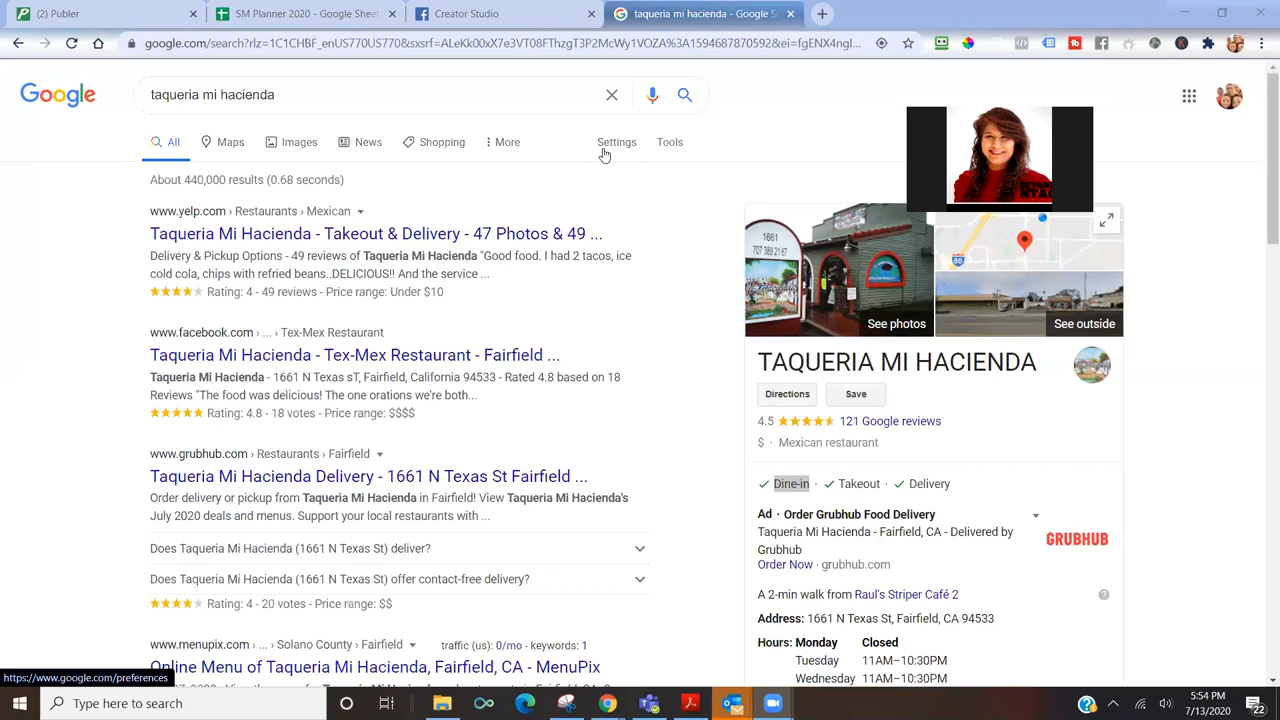 (20+) Publer
SM Planner 2020 - Google Sheet
Creator Studio
taqueria mi hacienda - Google
google.com/search?rlz=1C1CHBF_enUS770US770&sxsrf=ALeKk00xX7e3VT08FThzgT3P2McWy1VOZA%3A1594687870592&ei=fgENX4nG...
Google
taqueria mi hacienda
All
Maps
Images
News
Shopping
More
Settings
Tools
About 440,000 results (0.68 seconds)
www.yelp.com › Restaurants › Mexican
Taqueria Mi Hacienda - Takeout & Delivery - 47 Photos & 49 ...
Delivery & Pickup Options - 49 reviews of Taqueria Mi Hacienda "Good food. I had 2 tacos, ice
cold cola, chips with refried beans..DELICIOUS!! And the service ...
Rating: 4 - 49 reviews - Price range: Under $10
www.facebook.com › ... › Tex-Mex Restaurant
Taqueria Mi Hacienda - Tex-Mex Restaurant - Fairfield ...
Taqueria Mi Hacienda - 1661 N Texas sT, Fairfield, California 94533 - Rated 4.8 based on 18
Reviews "The food was delicious! The one orations we're both...
Rating: 4.8 - 18 votes - Price range: $$$$
www.grubhub.com › Restaurants › Fairfield
Taqueria Mi Hacienda Delivery - 1661 N Texas St Fairfield ...
Order delivery or pickup from Taqueria Mi Hacienda in Fairfield! View Taqueria Mi Hacienda's
July 2020 deals and menus. Support your local restaurants with ...
Does Taqueria Mi Hacienda (1661 N Texas St) deliver?
Does Taqueria Mi Hacienda (1661 N Texas St) offer contact-free delivery?
Rating: 4 - 20 votes - Price range: $$
www.menupix.com › ... › Solano County › Fairfield
traffic (us): 0/mo - keywords: 1
Online Menu of Taqueria Mi Hacienda, Fairfield, CA - MenuPix
https://www.google.com/preferences
1661
80
See photos
See outside
TAQUERIA MI HACIENDA
Directions
Save
4.5
121 Google reviews
$ · Mexican restaurant
Dine-in · Takeout · Delivery
Ad · Order Grubhub Food Delivery
Taqueria Mi Hacienda - Fairfield, CA - Delivered by
Grubhub
Order Now · grubhub.com
GRUBHUB
A 2-min walk from Raul's Striper Café 2
Address: 1661 N Texas St, Fairfield, CA 94533
Hours: Monday Closed
Tuesday 11AM–10:30PM
Wednesday 11AM–10:30PM
Type here to search
5:54 PM
7/13/2020
22